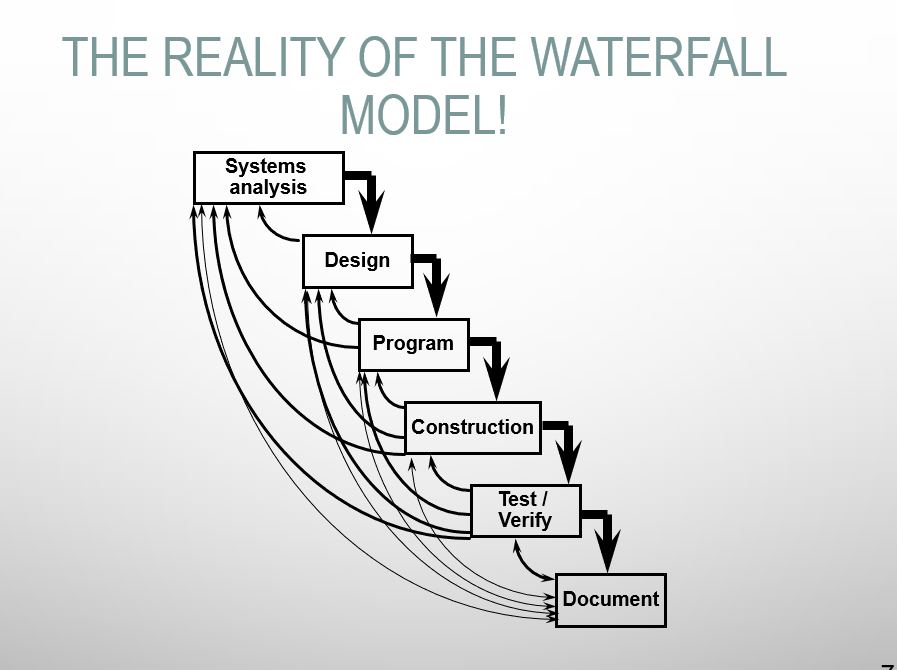 THE REALITY OF THE WATERFALL
MODEL!
Systems
analysis
Design
Program
Construction
Test /
Verify
Document